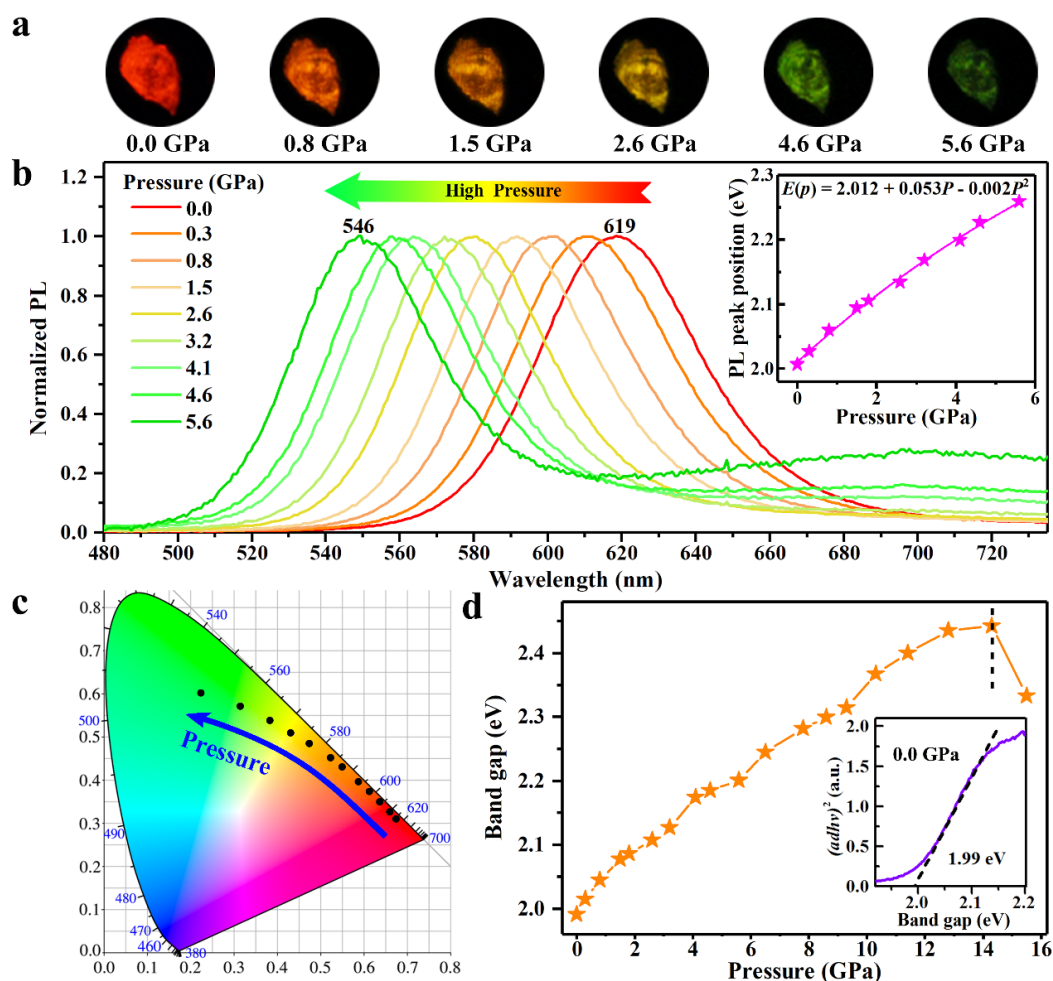 a
0.0 GPa 0.8 GPa 1.5 GPa 2.6 GPa 4.6 GPa 5.6 GPa
b
Normalized PL
1.2
1.0
0.8
0.6
0.4
0.2
0.0
Pressure (GPa)
0.0
0.3
0.8
1.5
2.6
3.2
4.1
4.6
5.6
High Pressure
546
619
480 500 520 540 560 580 600 620 640 660 680 700 720
Wavelength (nm)
E(p) = 2.012 + 0.053P - 0.002P²
PL peak position (eV)
2.3
2.2
2.1
2.0
0 2 4 6
Pressure (GPa)
c
0.8
0.7
0.6
0.5
0.5
0.4
0.3
0.2
0.1
0.0
0.0 0.1 0.2 0.3 0.4 0.5 0.6 0.7 0.8
540
560
580
600
620
700
500
490
480
470
460
380
Pressure
d
Band gap (eV)
2.4
2.3
2.2
2.1
2.0
0 2 4 6 8 10 12 14 16
Pressure (GPa)
(adhv)² (a.u.)
2.0
1.5
1.0
0.5
0.0
0.0 GPa
1.99 eV
2.0 2.1 2.2
Band gap (eV)